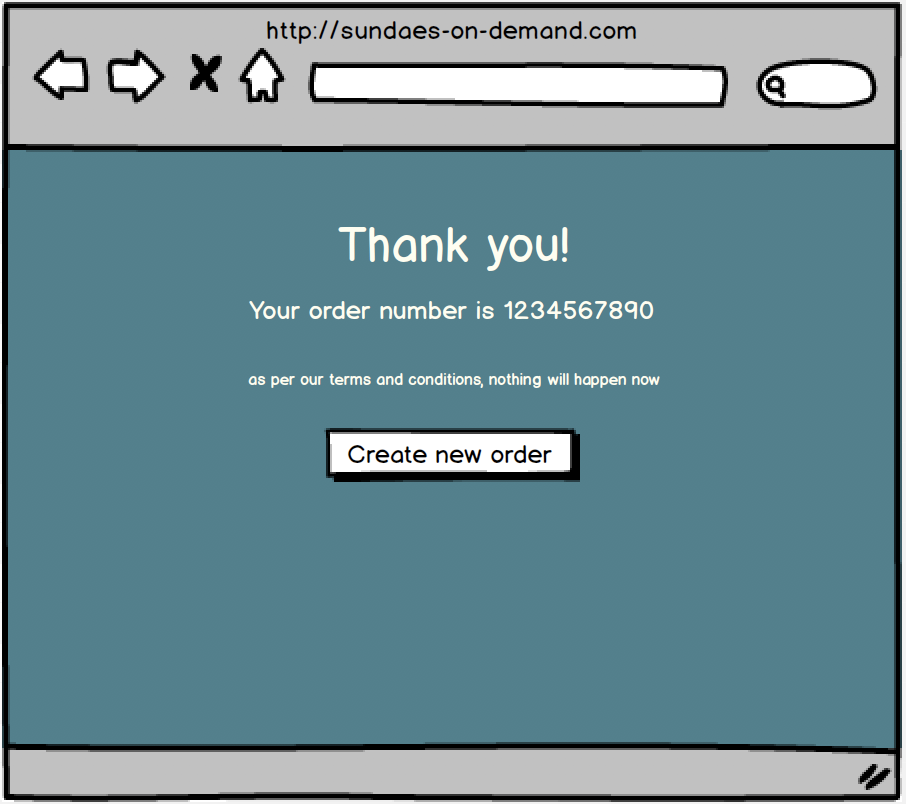 http://sundaes-on-demand.com
Thank you!
Your order number is 1234567890
as per our terms and conditions, nothing will happen now
Create new order